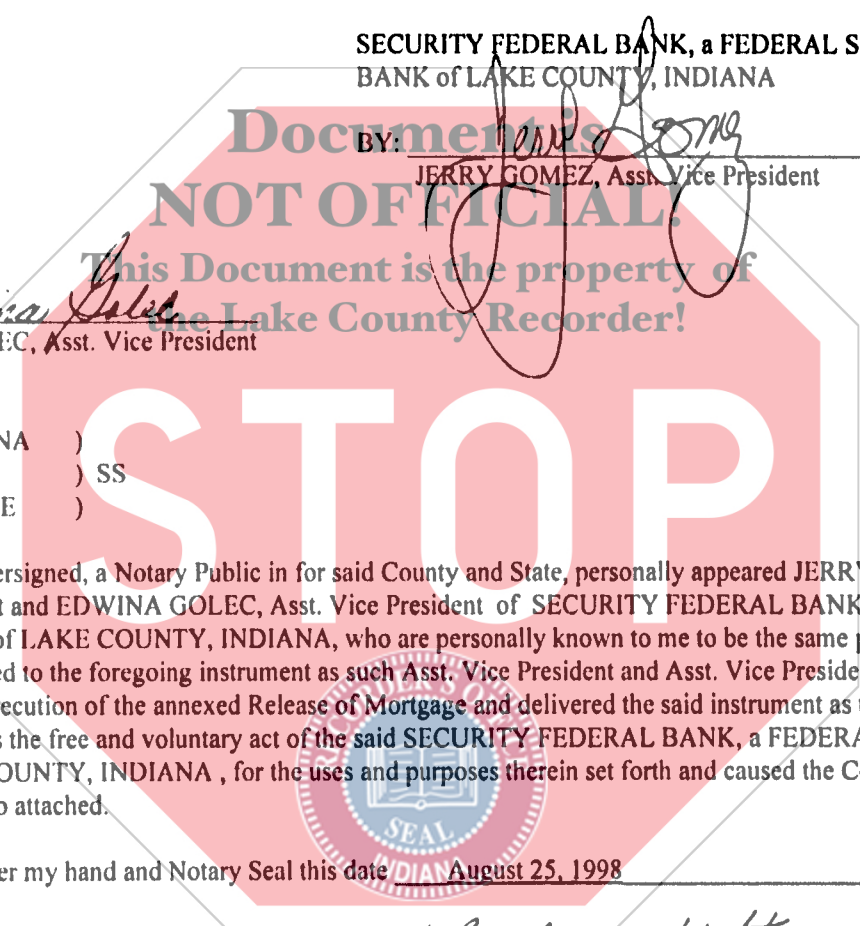 SECURITY FEDERAL BANK, a FEDERAL S
BANK of LAKE COUNTY, INDIANA
Document is
BY: Jerry Gomez
JERRY GOMEZ, Asst. Vice President
NOT OFFICIAL!
This Document is the property of
na Golec
the Lake County Recorder!
EC, Asst. Vice President
STOP
NA )
) SS
E )
ersigned, a Notary Public in for said County and State, personally appeared JERRY
t and EDWINA GOLEC, Asst. Vice President of SECURITY FEDERAL BANK
of LAKE COUNTY, INDIANA, who are personally known to me to be the same p
ed to the foregoing instrument as such Asst. Vice President and Asst. Vice Preside
ecution of the annexed Release of Mortgage and delivered the said instrument as
s the free and voluntary act of the said SECURITY FEDERAL BANK, a FEDERA
OUNTY, INDIANA , for the uses and purposes therein set forth and caused the C
o attached.
RECORDER'S OFFICE
SEAL
INDIANA
er my hand and Notary Seal this date August 25, 1998